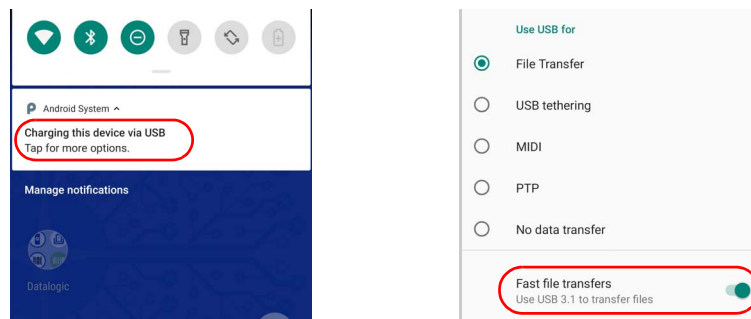 Android System
Charging this device via USB
Tap for more options.
Manage notifications
Datalogic
Use USB for
File Transfer
USB tethering
MIDI
PTP
No data transfer
Fast file transfers
Use USB 3.1 to transfer files